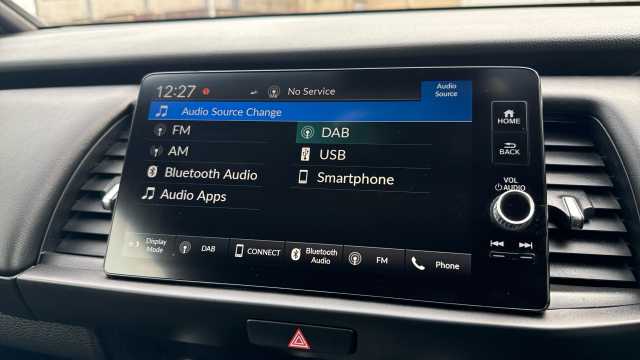 12:27 No Service Audio Source
Audio Source Change
HOME
FM DAB
AM USB
BACK
Bluetooth Audio Smartphone
VOL
AUDIO
Audio Apps
Display Mode DAB CONNECT Bluetooth Audio FM Phone